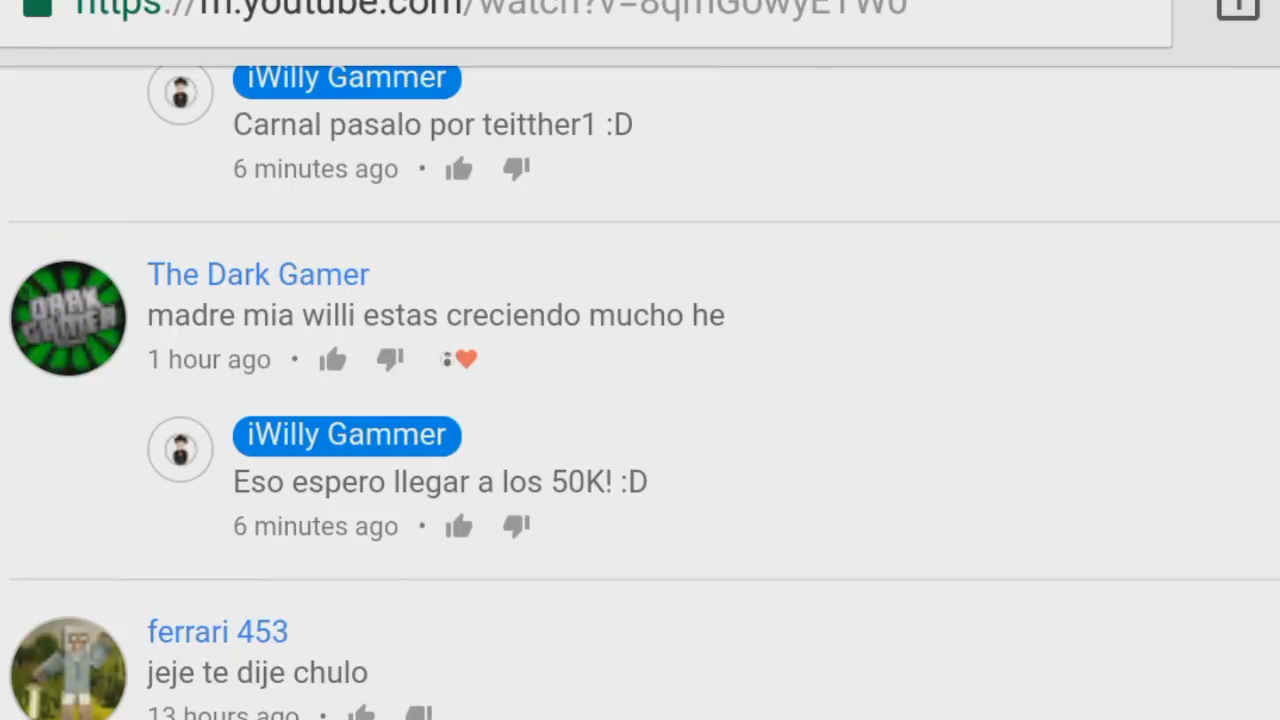 https://m.youtube.com/watch?v=
iWilly Gammer
Carnal pasalo por teitther1 :D
6 minutes ago •
The Dark Gamer
DARK
GAMER
madre mia willi estas creciendo mucho he
1 hour ago •
iWilly Gammer
Eso espero llegar a los 50K! :D
6 minutes ago •
ferrari 453
jeje te dije chulo
13 hours ago •